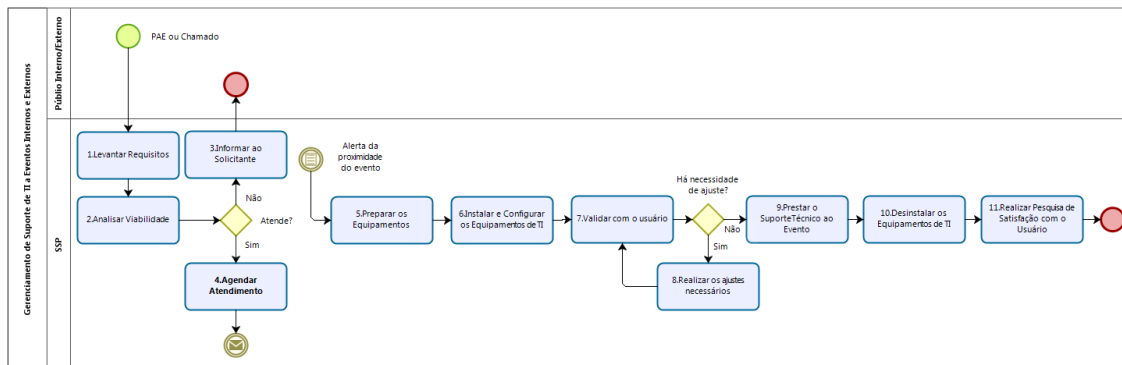 Gerenciamento de Suporte de TI a Eventos Internos e Externos
Públio Interno/Externo
PAE ou Chamado
SSP
1.Levantar Requisitos
2.Analisar Viabilidade
3.Informar ao
Solicitante
Não
Atende?
Sim
4.Agendar
Atendimento
Alerta da
proximidade
do evento
5.Preparar os
Equipamentos
6.Instalar e Configurar
os Equipamentos de TI
7.Validar com o usuário
Há necessidade
de ajuste?
Não
Sim
8.Realizar os ajustes
necessários
9.Prestar o
SuporteTécnico ao
Evento
10.Desinstalar os
Equipamentos de TI
11.Realizar Pesquisa de
Satisfação com o
Usuário